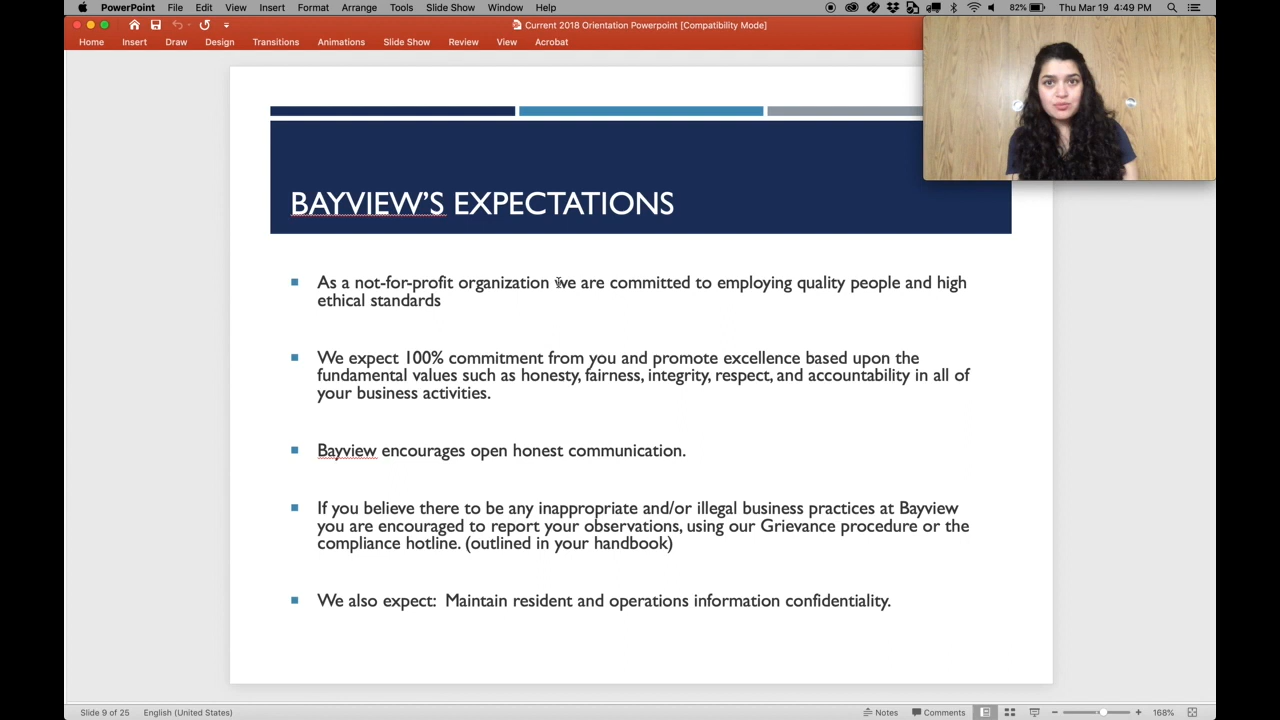 PowerPoint File Edit View Insert Format Arrange Tools Slide Show Window Help 82% Thu Mar 19 4:49 PM
Current 2018 Orientation Powerpoint [Compatibility Mode]
Home Insert Draw Design Transitions Animations Slide Show Review View Acrobat
BAYVIEW'S EXPECTATIONS
As a not-for-profit organization we are committed to employing quality people and high
ethical standards
We expect 100% commitment from you and promote excellence based upon the
fundamental values such as honesty, fairness, integrity, respect, and accountability in all of
your business activities.
Bayview encourages open honest communication.
If you believe there to be any inappropriate and/or illegal business practices at Bayview
you are encouraged to report your observations, using our Grievance procedure or the
compliance hotline. (outlined in your handbook)
We also expect: Maintain resident and operations information confidentiality.
Slide 9 of 25 English (United States) Notes Comments 168%